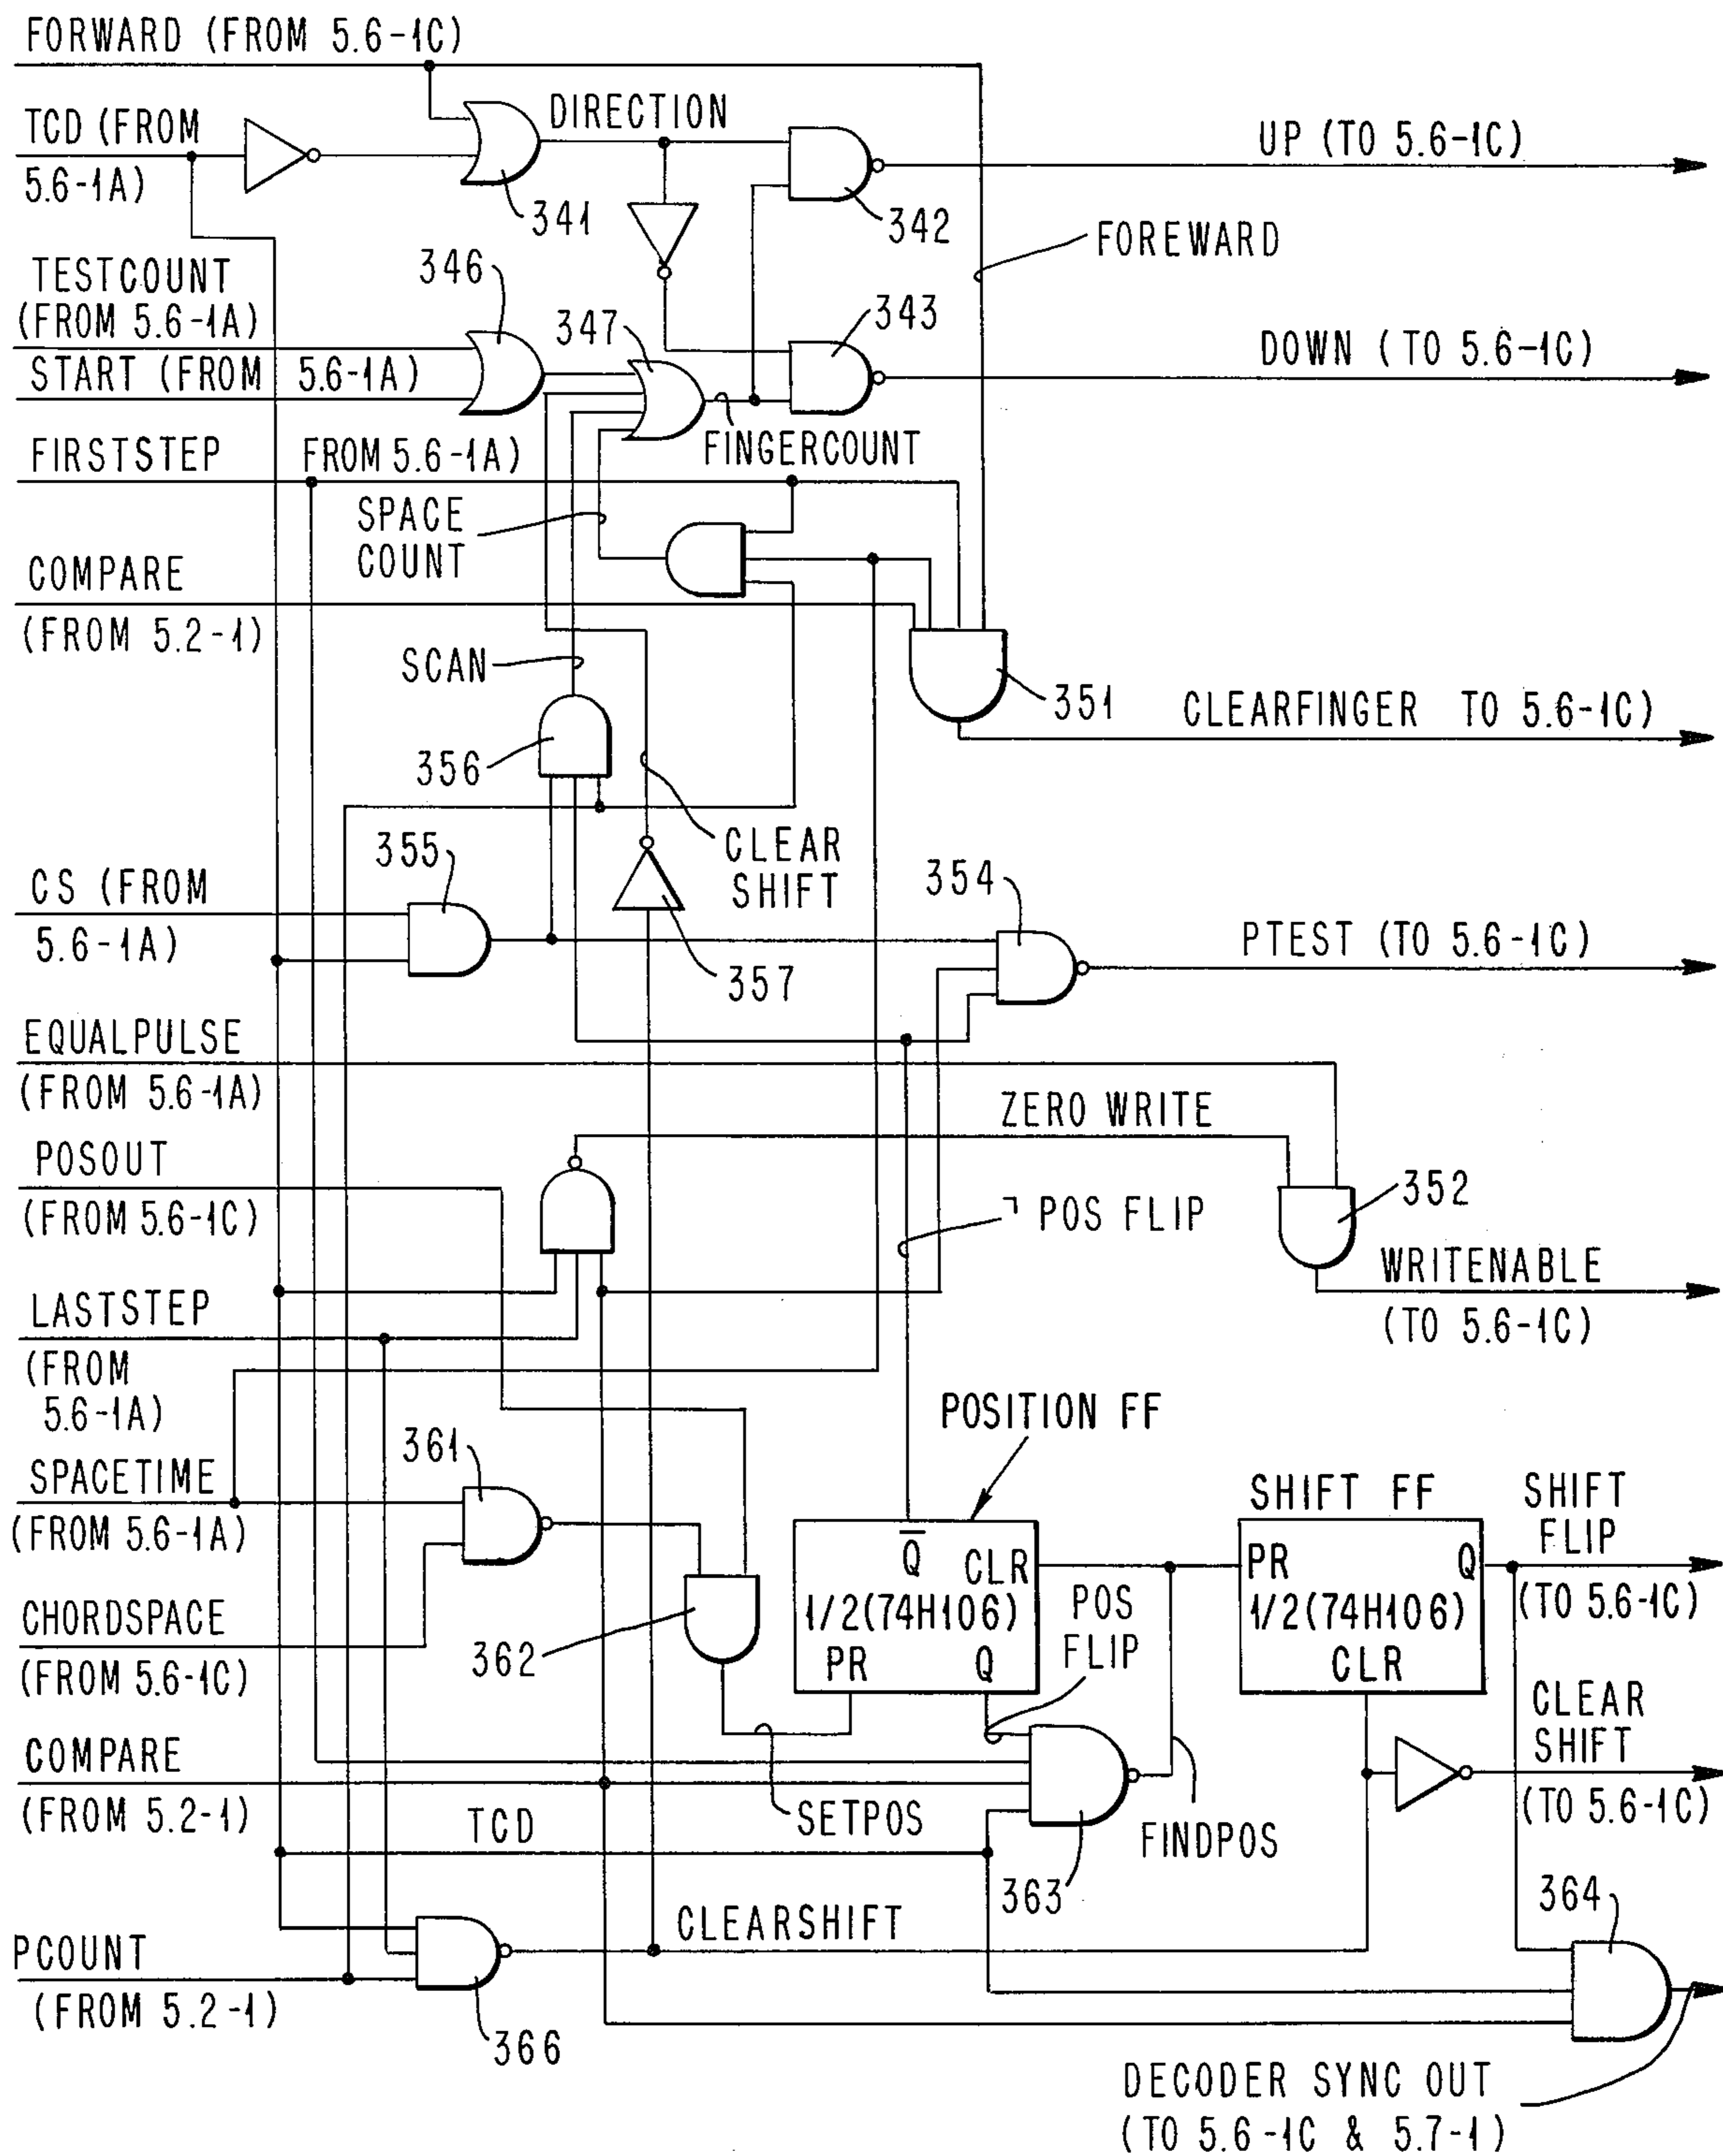 FORWARD (FROM 5.6-1C)
TCD (FROM
5.6-1A)
DIRECTION
341
342
UP (TO 5.6-1C)
FOREWARD
TESTCOUNT
(FROM 5.6-1A)
346
347
343
START (FROM 5.6-1A)
DOWN ( TO 5.6-1C)
FIRSTSTEP FROM 5.6-1A)
FINGERCOUNT
SPACE
COUNT
COMPARE
(FROM 5.2-1)
SCAN
351
CLEARFINGER TO 5.6-1C)
356
355
CLEAR
SHIFT
354
CS (FROM
5.6-1A)
357
PTEST (TO 5.6-1C)
EQUALPULSE
(FROM 5.6-1A)
ZERO WRITE
POSOUT
(FROM 5.6-1C)
352
¬ POS FLIP
WRITENABLE
(TO 5.6-1C)
LASTSTEP
(FROM
5.6-1A)
POSITION FF
361
SPACETIME
(FROM 5.6-1A)
SHIFT FF
SHIFT
FLIP
(TO 5.6-1C)
Q̅
CLR
1/2(74H106)
PR
Q
PR
Q
1/2(74H106)
CLR
POS
FLIP
CHORDSPACE
(FROM 5.6-1C)
362
CLEAR
SHIFT
(TO 5.6-1C)
COMPARE
(FROM 5.2-1)
TCD
SETPOS
FINDPOS
363
364
CLEARSHIFT
PCOUNT
(FROM 5.2-1)
366
DECODER SYNC OUT
(TO 5.6-1C & 5.7-1)